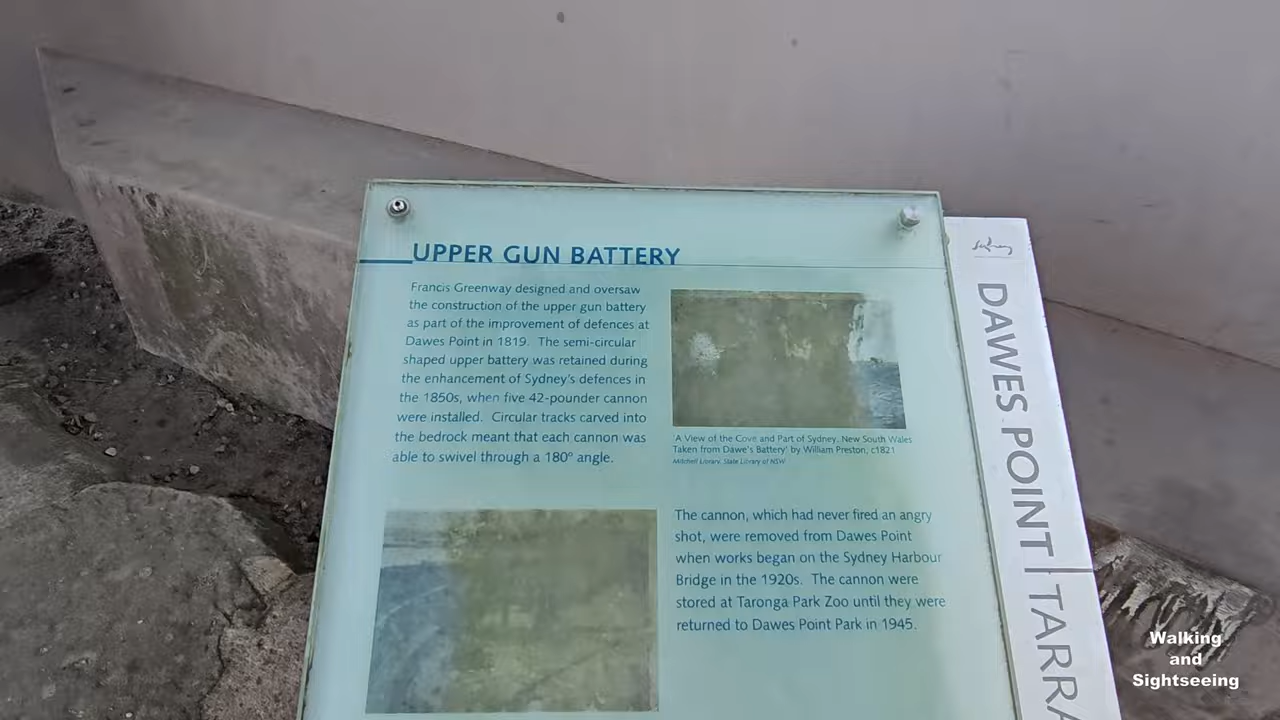 UPPER GUN BATTERY
Francis Greenway designed and oversaw
the construction of the upper gun battery
as part of the improvement of defences at
Dawes Point in 1819. The semi-circular
shaped upper battery was retained during
the enhancement of Sydney's defences in
the 1850s, when five 42-pounder cannon
were installed. Circular tracks carved into
the bedrock meant that each cannon was
able to swivel through a 180° angle.
'A View of the Cove and Part of Sydney, New South Wales
Taken from Dawe's Battery' by William Preston, c1821
Mitchell Library, State Library of NSW
The cannon, which had never fired an angry
shot, were removed from Dawes Point
when works began on the Sydney Harbour
Bridge in the 1920s. The cannon were
stored at Taronga Park Zoo until they were
returned to Dawes Point Park in 1945.
Sydney
DAWES POINT | TARRA
Walking
and
Sightseeing